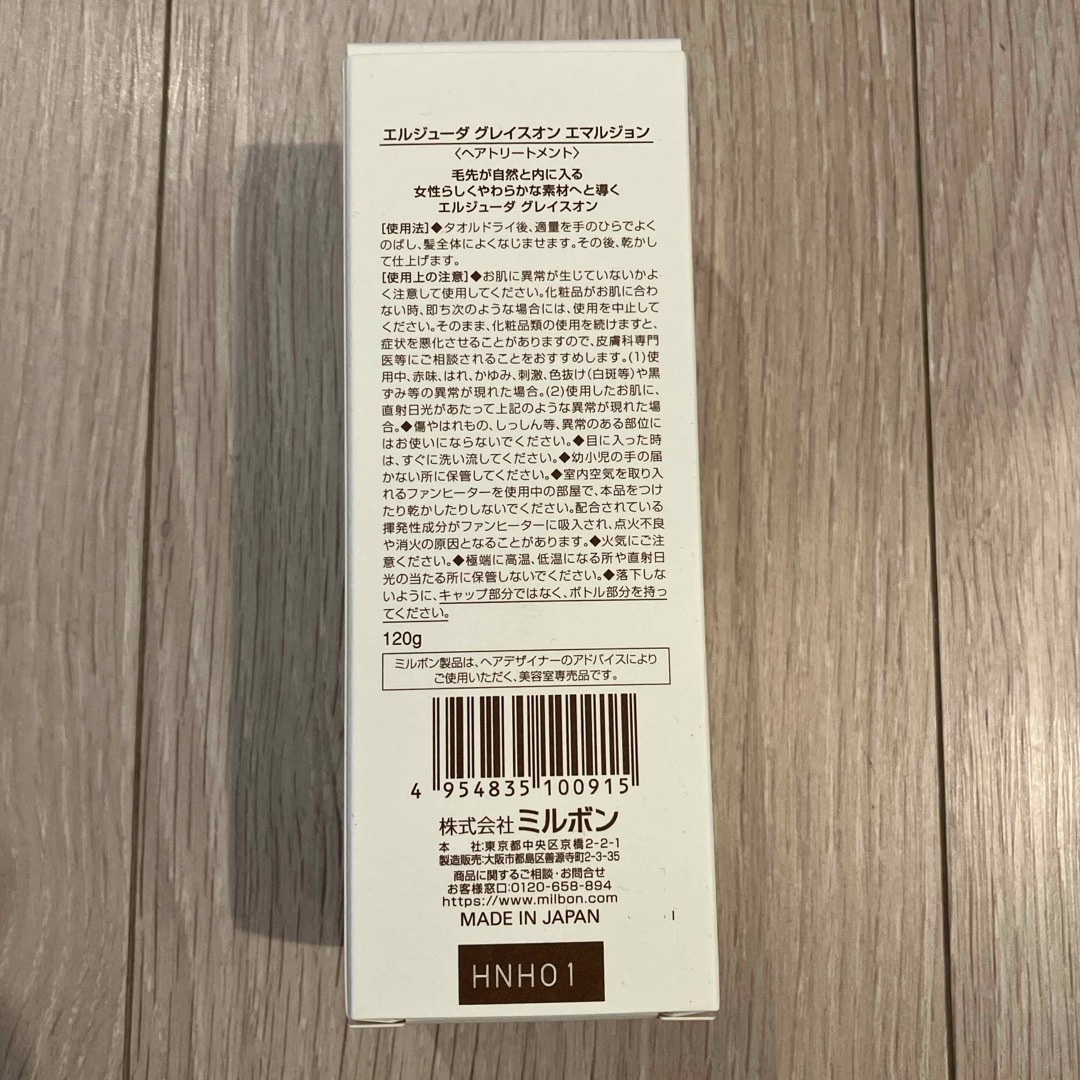 エルジューダ グレイスオン エマルジョン
〈ヘアトリートメント〉
毛先が自然と内に入る
女性らしくやわらかな素材へと導く
エルジューダ グレイスオン
[使用法]◆タオルドライ後、適量を手のひらでよく
のばし、髪全体によくなじませます。その後、乾かし
て仕上げます。
[使用上の注意]◆お肌に異常が生じていないかよ
く注意して使用してください。化粧品がお肌に合わ
ない時、即ち次のような場合には、使用を中止して
ください。そのまま、化粧品類の使用を続けますと、
症状を悪化させることがありますので、皮膚科専門
医等にご相談されることをおすすめします。(1)使
用中、赤味、はれ、かゆみ、刺激、色抜け(白斑等)や黒
ずみ等の異常が現れた場合。(2)使用したお肌に、
直射日光があたって上記のような異常が現れた場
合。◆傷やはれもの、しっしん等、異常のある部位に
はお使いにならないでください。◆目に入った時
は、すぐに洗い流してください。◆幼小児の手の届
かない所に保管してください。◆室内空気を取り入
れるファンヒーターを使用中の部屋で、本品をつけ
たり乾かしたりしないでください。配合されている
揮発性成分がファンヒーターに吸入され、点火不良
や消火の原因となることがあります。◆火気にご注
意ください。◆極端に高温、低温になる所や直射日
光の当たる所に保管しないでください。◆落下しな
いように、キャップ部分ではなく、ボトル部分を持っ
てください。
120g
ミルボン製品は、ヘアデザイナーのアドバイスにより
ご使用いただく、美容室専売品です。
4 954835 100915
株式会社 ミルボン
本 社:東京都中央区京橋2-2-1
製造販売:大阪市都島区善源寺町2-3-35
商品に関するご相談・お問合せ
お客様窓口:0120-658-894
https://www.milbon.com
MADE IN JAPAN
I
HNH01